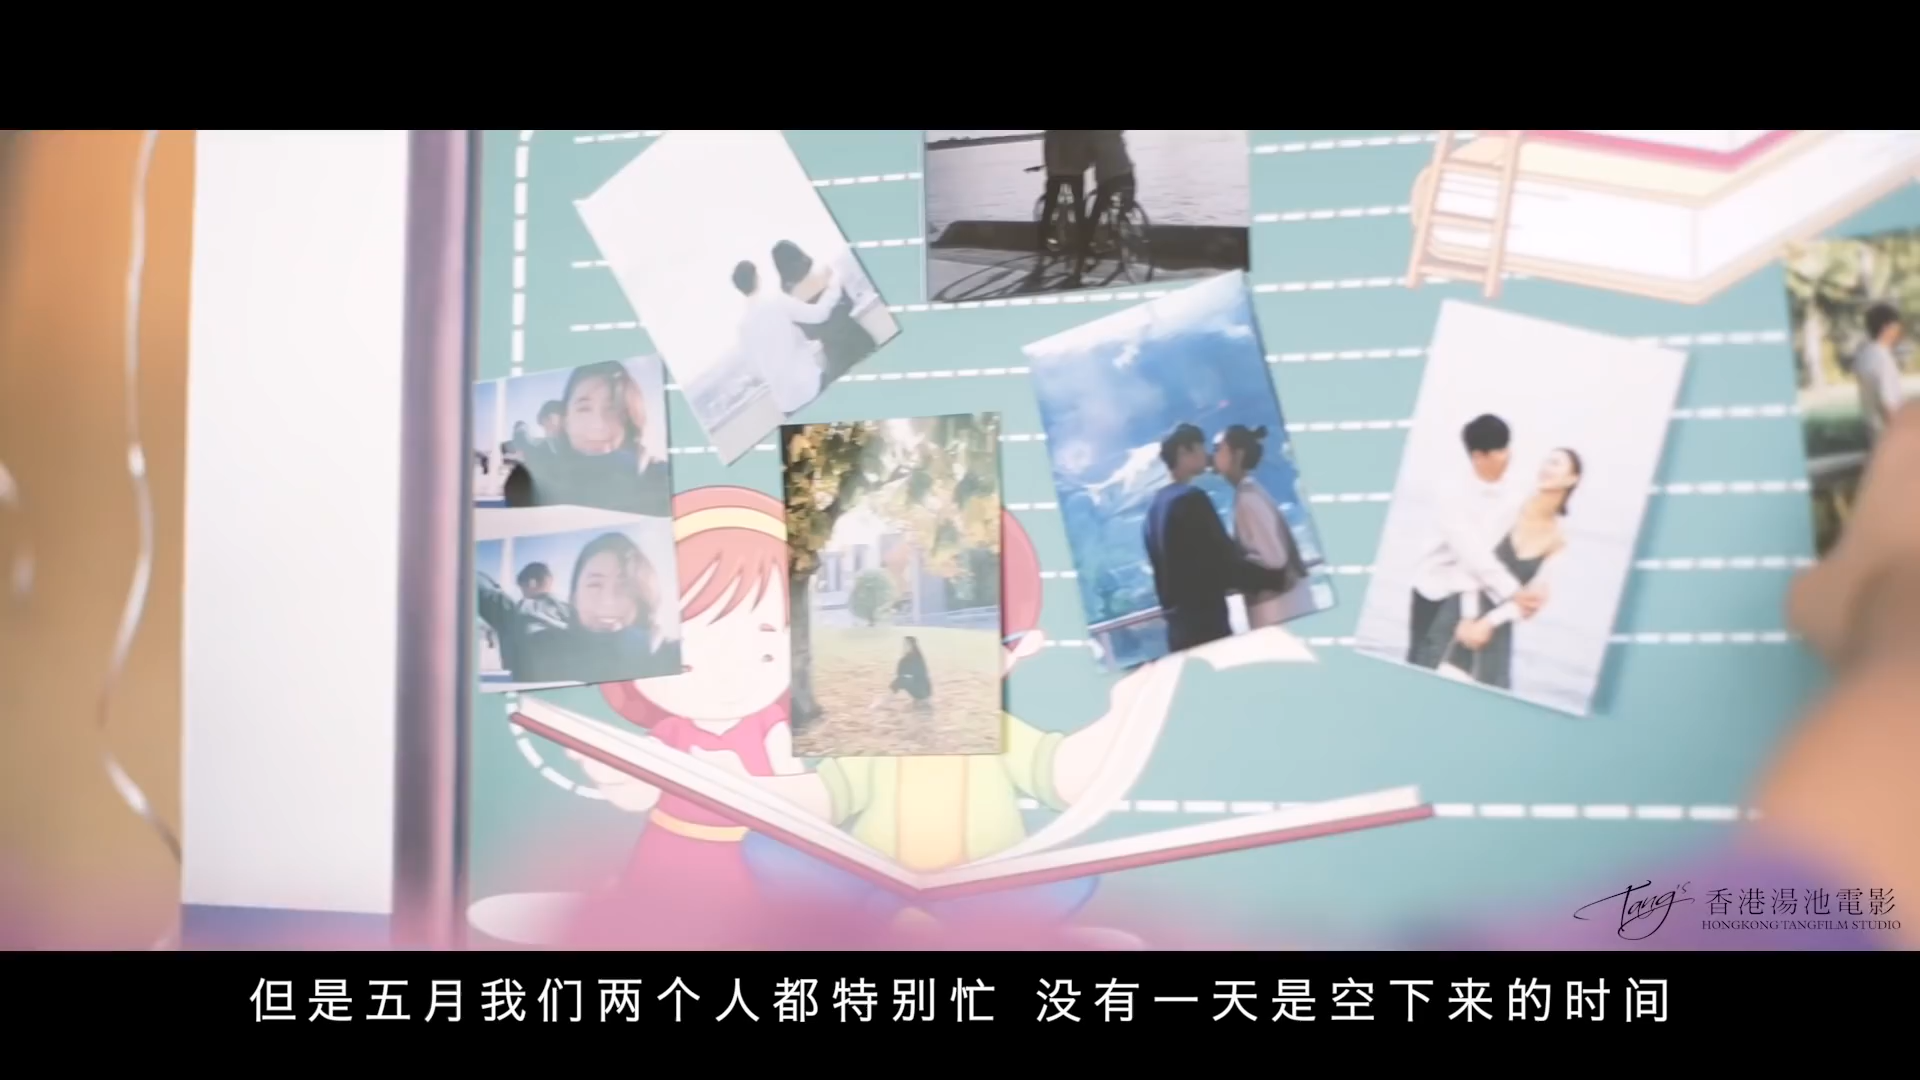 Tang's
香港湯池電影
HONGKONG TANGFILM STUDIO
但是五月我们两个人都特别忙 没有一天是空下来的时间